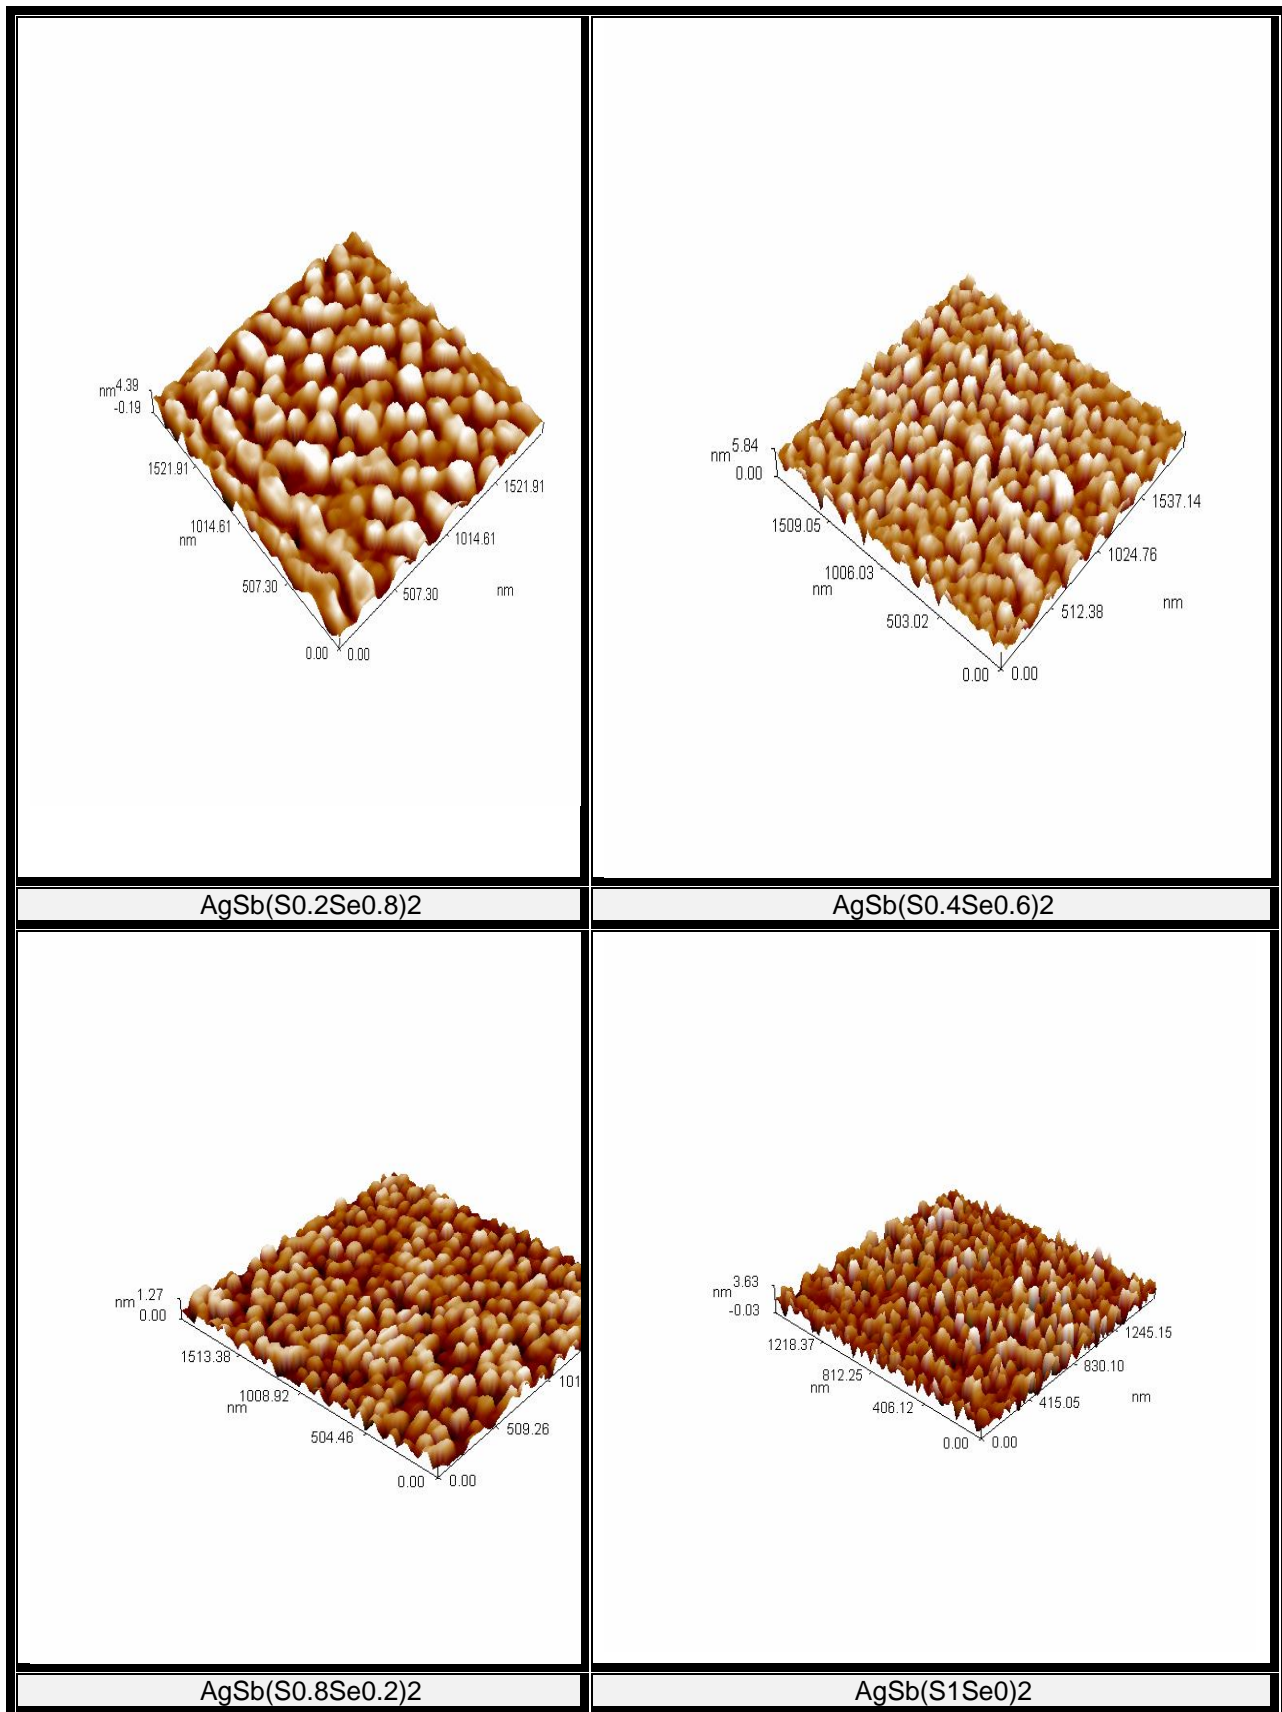 nm 4.39
-0.19
1521.91
1014.61
nm
507.30
0.00 0.00
507.30
1014.61
1521.91
nm
nm 5.84
0.00
1509.05
1006.03
nm
503.02
0.00 0.00
512.38
1024.76
1537.14
nm
AgSb(S0.2Se0.8)2
AgSb(S0.4Se0.6)2
nm 1.27
0.00
1513.38
1008.92
nm
504.46
0.00 0.00
509.26
101
nm 3.63
-0.03
1218.37
812.25
nm
406.12
0.00 0.00
415.05
830.10
1245.15
nm
AgSb(S0.8Se0.2)2
AgSb(S1Se0)2